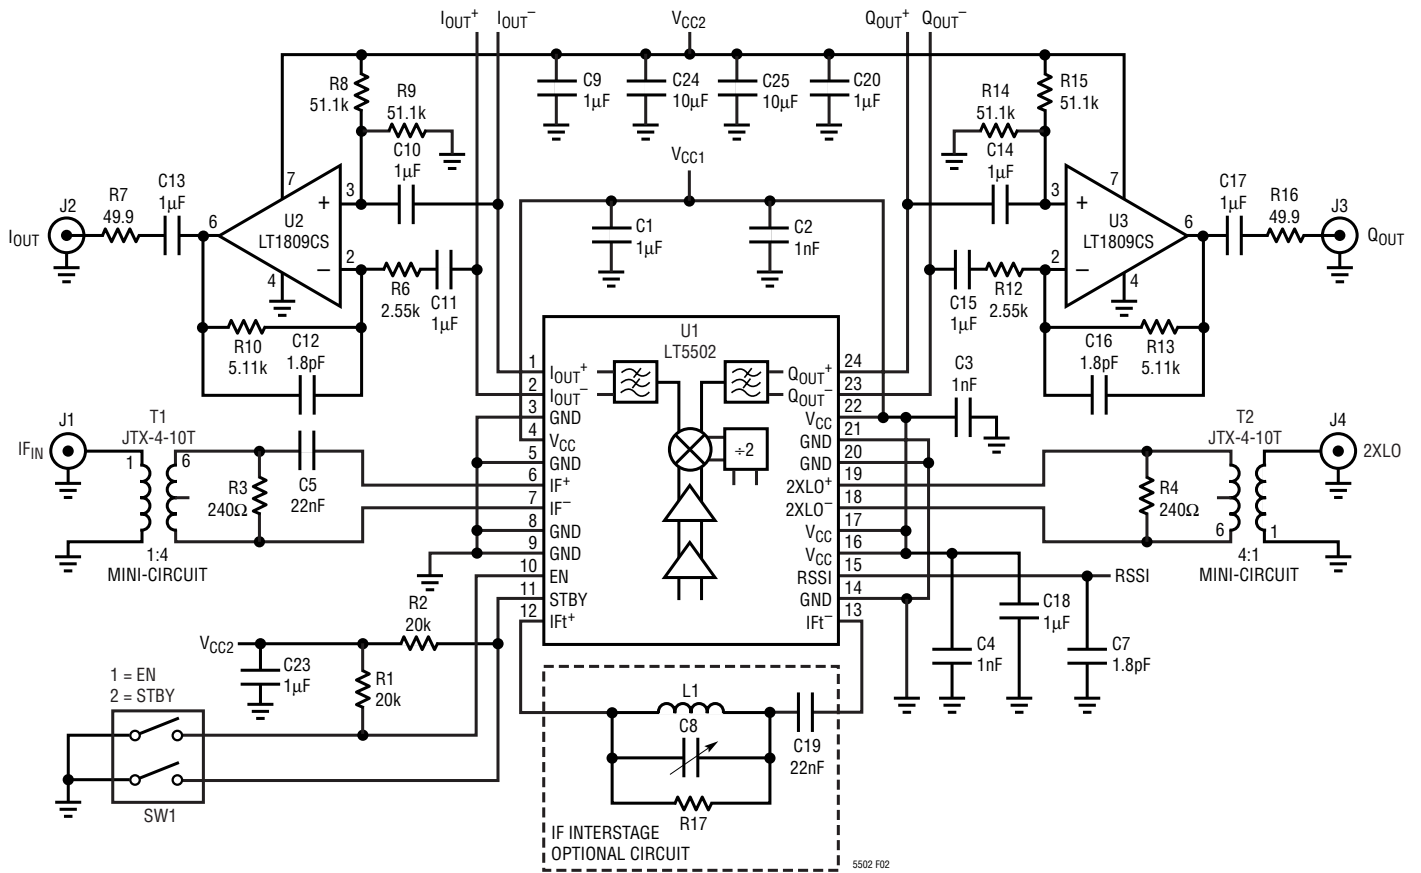 IOUT+
IOUT–
VCC2
QOUT+
QOUT–
R8
51.1k
R9
51.1k
C10
1µF
C9
1µF
C24
10µF
C25
10µF
C20
1µF
R14
51.1k
C14
1µF
R15
51.1k
VCC1
J2
IOUT
R7
49.9
C13
1µF
6
7
U2
LT1809CS
4
3
+
2
–
R6
2.55k
C11
1µF
C1
1µF
C2
1nF
C15
1µF
R12
2.55k
3
+
2
–
7
U3
LT1809CS
4
6
C17
1µF
R16
49.9
J3
QOUT
R10
5.11k
C12
1.8pF
C16
1.8pF
R13
5.11k
U1
LT5502
1
IOUT+
2
IOUT–
3
GND
4
VCC
5
GND
6
IF+
7
IF–
8
GND
9
GND
10
EN
11
STBY
12
IFt+
÷2
24
QOUT+
23
QOUT–
22
VCC
21
GND
20
GND
19
2XLO+
18
2XLO–
17
VCC
16
VCC
15
RSSI
14
GND
13
IFt–
C3
1nF
J1
IFIN
T1
JTX-4-10T
1
6
R3
240Ω
C5
22nF
1:4
MINI-CIRCUIT
T2
JTX-4-10T
J4
2XLO
R4
240Ω
6
1
4:1
MINI-CIRCUIT
RSSI
R2
20k
VCC2
C23
1µF
R1
20k
C4
1nF
C18
1µF
C7
1.8pF
1 = EN
2 = STBY
SW1
L1
C8
C19
22nF
R17
IF INTERSTAGE
OPTIONAL CIRCUIT
5502 F02